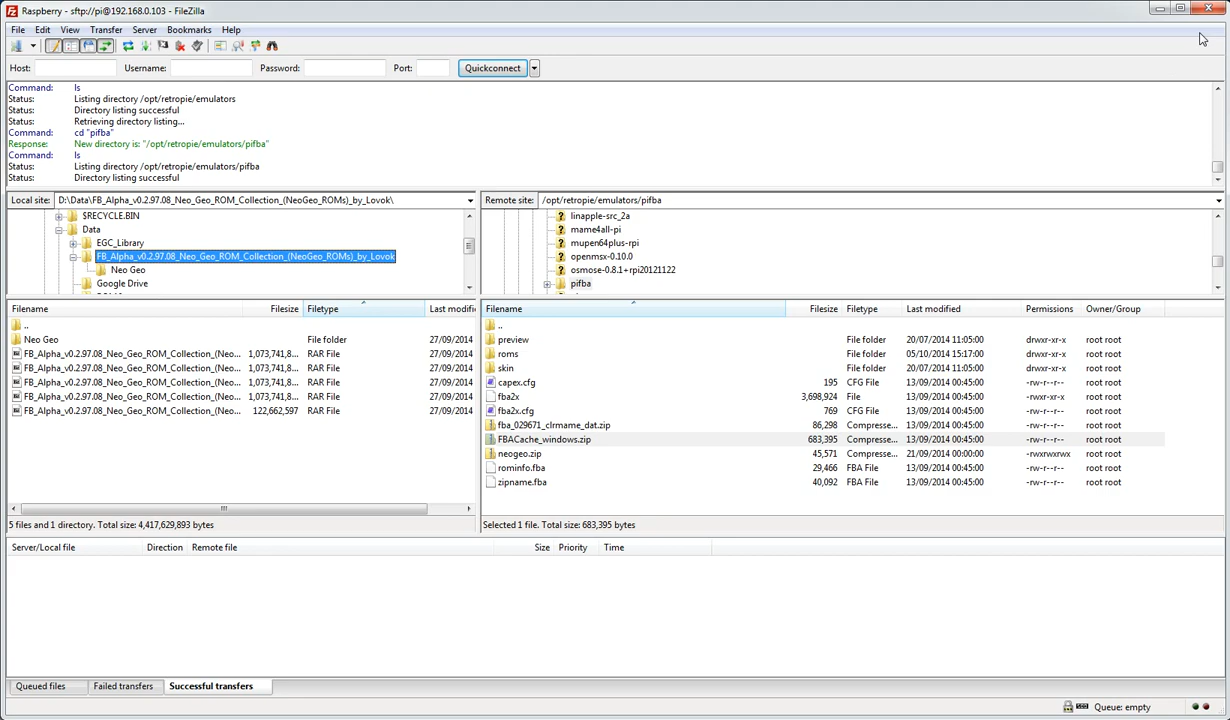 Raspberry - sftp://pi@192.168.0.103 - FileZilla
File Edit View Transfer Server Bookmarks Help
Host: Username: Password: Port: Quickconnect
Command: ls
Status: Listing directory /opt/retropie/emulators
Status: Directory listing successful
Status: Retrieving directory listing...
Command: cd "pifba"
Response: New directory is: "/opt/retropie/emulators/pifba"
Command: ls
Status: Listing directory /opt/retropie/emulators/pifba
Status: Directory listing successful
Local site: D:\Data\FB_Alpha_v0.2.97.08_Neo_Geo_ROM_Collection_(NeoGeo_ROMs)_by_Lovok\
$RECYCLE.BIN
Data
EGC_Library
FB_Alpha_v0.2.97.08_Neo_Geo_ROM_Collection_(NeoGeo_ROMs)_by_Lovok
Neo Geo
Google Drive
Remote site: /opt/retropie/emulators/pifba
linapple-src_2a
mame4all-pi
mupen64plus-rpi
openmsx-0.10.0
osmose-0.8.1+rpi20121122
pifba
Filename Filesize Filetype Last modifi
..
Neo Geo File folder 27/09/2014
FB_Alpha_v0.2.97.08_Neo_Geo_ROM_Collection_(Neo... 1,073,741,8... RAR File 27/09/2014
FB_Alpha_v0.2.97.08_Neo_Geo_ROM_Collection_(Neo... 1,073,741,8... RAR File 27/09/2014
FB_Alpha_v0.2.97.08_Neo_Geo_ROM_Collection_(Neo... 1,073,741,8... RAR File 27/09/2014
FB_Alpha_v0.2.97.08_Neo_Geo_ROM_Collection_(Neo... 1,073,741,8... RAR File 27/09/2014
FB_Alpha_v0.2.97.08_Neo_Geo_ROM_Collection_(Neo... 122,662,597 RAR File 27/09/2014
5 files and 1 directory. Total size: 4,417,629,893 bytes
Filename Filesize Filetype Last modified Permissions Owner/Group
..
preview File folder 20/07/2014 11:05:00 drwxr-xr-x root root
roms File folder 05/10/2014 15:17:00 drwxr-xr-x root root
skin File folder 20/07/2014 11:05:00 drwxr-xr-x root root
capex.cfg 195 CFG File 13/09/2014 00:45:00 -rw-r--r-- root root
fba2x 3,698,924 File 13/09/2014 00:45:00 -rwxr-xr-x root root
fba2x.cfg 769 CFG File 13/09/2014 00:45:00 -rw-r--r-- root root
fba_029671_clrmame_dat.zip 86,298 Compresse... 13/09/2014 00:45:00 -rw-r--r-- root root
FBACache_windows.zip 683,395 Compresse... 13/09/2014 00:45:00 -rw-r--r-- root root
neogeo.zip 45,571 Compresse... 21/09/2014 00:00:00 -rwxrwxrwx root root
rominfo.fba 29,466 FBA File 13/09/2014 00:45:00 -rw-r--r-- root root
zipname.fba 40,092 FBA File 13/09/2014 00:45:00 -rw-r--r-- root root
Selected 1 file. Total size: 683,395 bytes
Server/Local file Direction Remote file Size Priority Time
Queued files Failed transfers Successful transfers
Queue: empty